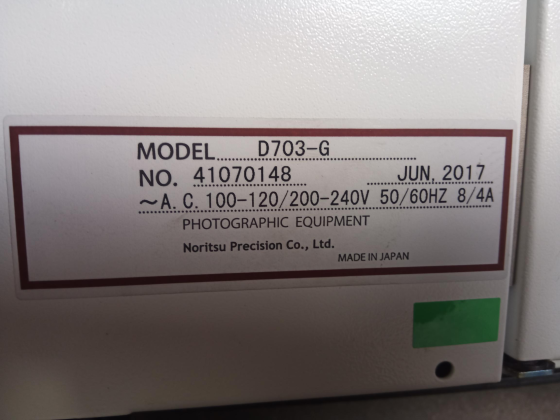 MODEL D703-G
NO. 41070148 JUN, 2017
~A.C. 100-120/200-240V 50/60HZ 8/4A
PHOTOGRAPHIC EQUIPMENT
Noritsu Precision Co., Ltd.
MADE IN JAPAN